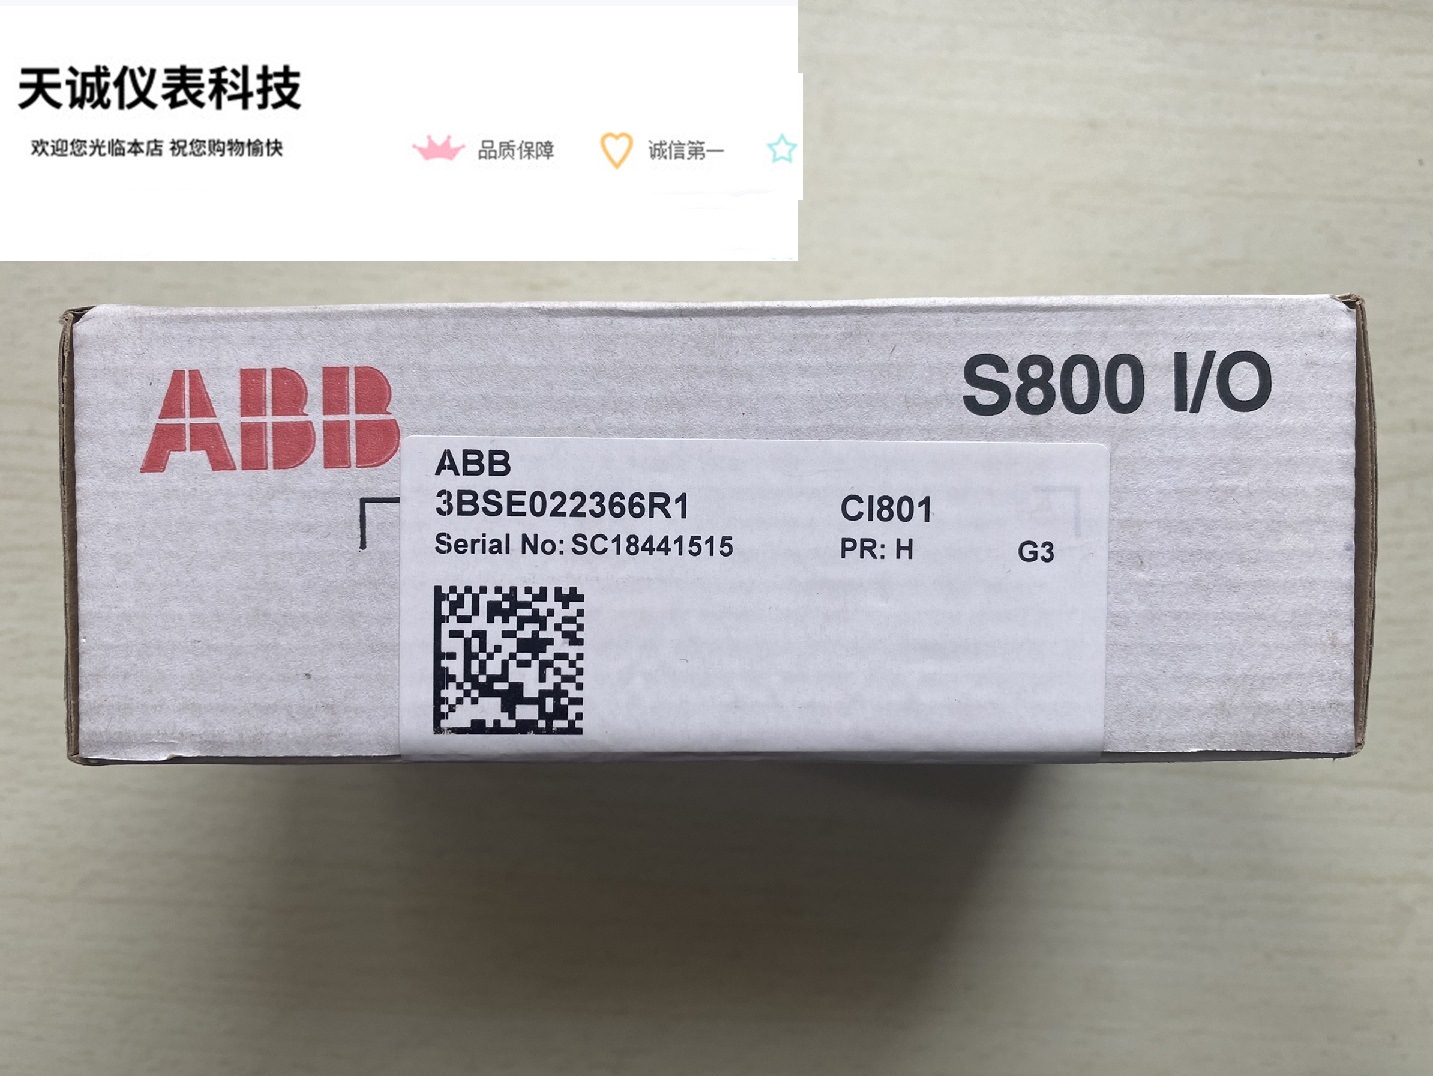 天诚仪表科技
欢迎您光临本店 祝您购物愉快
品质保障
诚信第一
ABB
S800 I/O
ABB
3BSE022366R1
CI801
Serial No: SC18441515
PR: H
G3